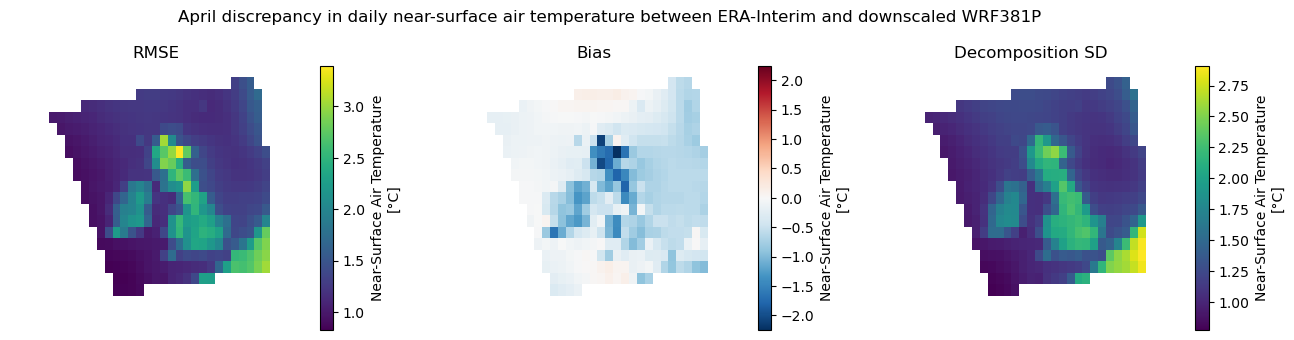 April discrepancy in daily near-surface air temperature between ERA-Interim and downscaled WRF381P
RMSE
3.0
2.5
2.0
1.5
1.0
Near-Surface Air Temperature
[°C]
Bias
2.0
1.5
1.0
0.5
0.0
−0.5
−1.0
−1.5
−2.0
Near-Surface Air Temperature
[°C]
Decomposition SD
2.75
2.50
2.25
2.00
1.75
1.50
1.25
1.00
Near-Surface Air Temperature
[°C]